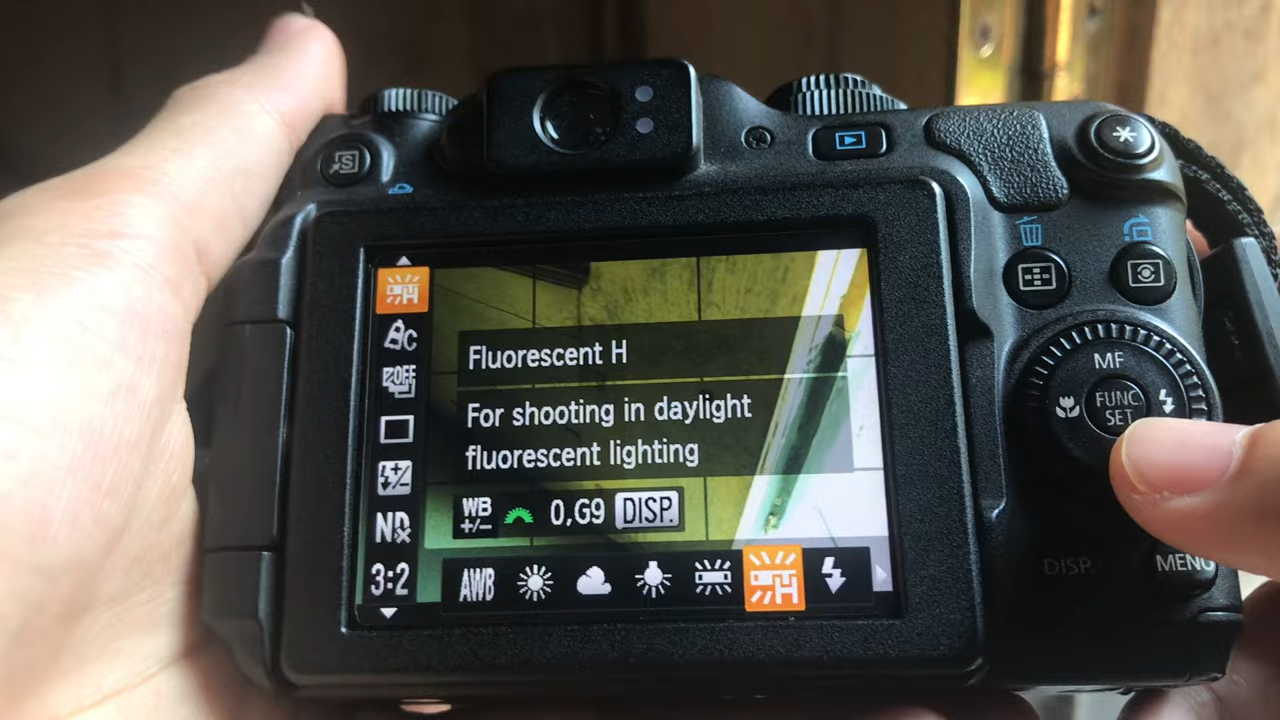 S
H
Fluorescent H
C
OFF
For shooting in daylight
fluorescent lighting
WB
+/−
0,G9 DISP.
ND
3:2
AWB
H
MF
FUNC.
SET
DISP.
MENU